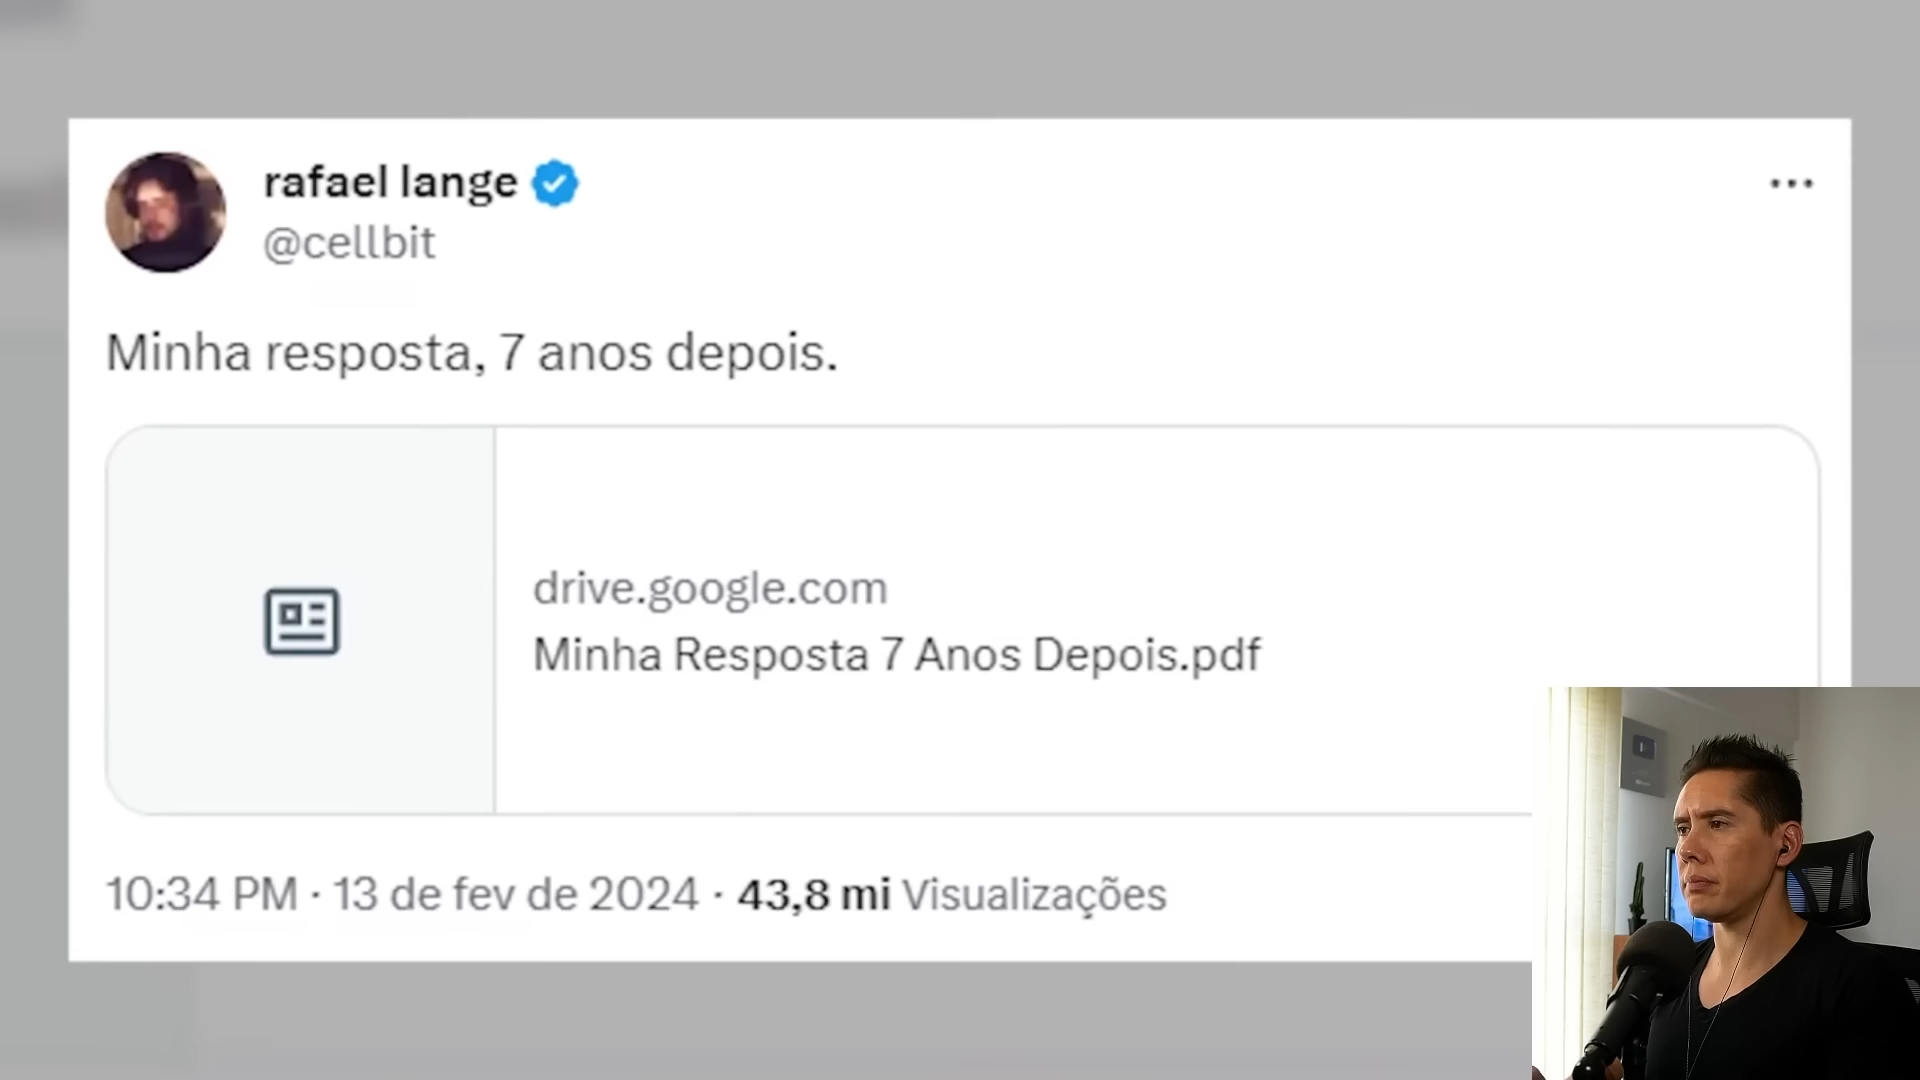 rafael lange
@cellbit
Minha resposta, 7 anos depois.
drive.google.com
Minha Resposta 7 Anos Depois.pdf
10:34 PM · 13 de fev de 2024 · 43,8 mi Visualizações